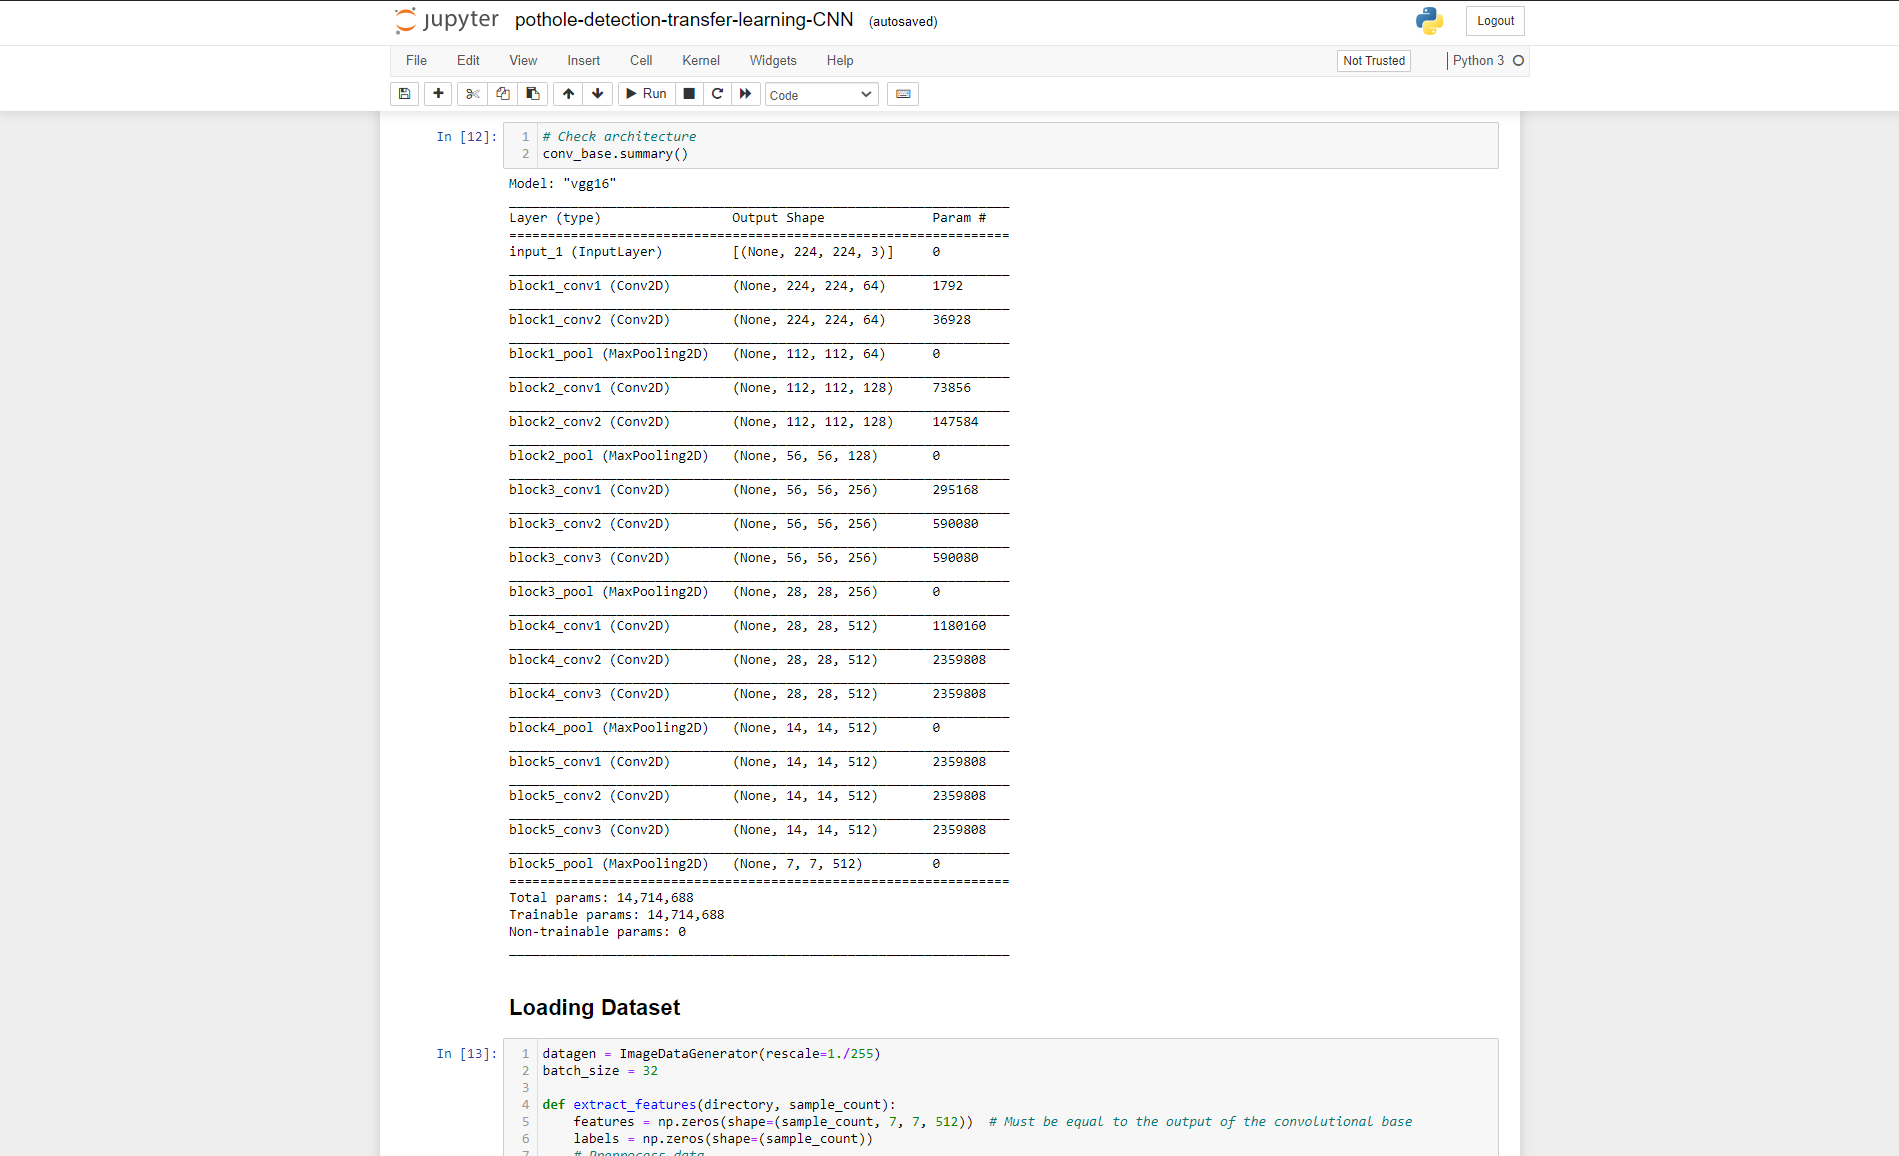 jupyter pothole-detection-transfer-learning-CNN (autosaved) Logout
File Edit View Insert Cell Kernel Widgets Help Not Trusted Python 3
Run Code
In [12]: 1 # Check architecture
2 conv_base.summary()
Model: "vgg16"
_________________________________________________________________
Layer (type) Output Shape Param #
=================================================================
input_1 (InputLayer) [(None, 224, 224, 3)] 0
_________________________________________________________________
block1_conv1 (Conv2D) (None, 224, 224, 64) 1792
_________________________________________________________________
block1_conv2 (Conv2D) (None, 224, 224, 64) 36928
_________________________________________________________________
block1_pool (MaxPooling2D) (None, 112, 112, 64) 0
_________________________________________________________________
block2_conv1 (Conv2D) (None, 112, 112, 128) 73856
_________________________________________________________________
block2_conv2 (Conv2D) (None, 112, 112, 128) 147584
_________________________________________________________________
block2_pool (MaxPooling2D) (None, 56, 56, 128) 0
_________________________________________________________________
block3_conv1 (Conv2D) (None, 56, 56, 256) 295168
_________________________________________________________________
block3_conv2 (Conv2D) (None, 56, 56, 256) 590080
_________________________________________________________________
block3_conv3 (Conv2D) (None, 56, 56, 256) 590080
_________________________________________________________________
block3_pool (MaxPooling2D) (None, 28, 28, 256) 0
_________________________________________________________________
block4_conv1 (Conv2D) (None, 28, 28, 512) 1180160
_________________________________________________________________
block4_conv2 (Conv2D) (None, 28, 28, 512) 2359808
_________________________________________________________________
block4_conv3 (Conv2D) (None, 28, 28, 512) 2359808
_________________________________________________________________
block4_pool (MaxPooling2D) (None, 14, 14, 512) 0
_________________________________________________________________
block5_conv1 (Conv2D) (None, 14, 14, 512) 2359808
_________________________________________________________________
block5_conv2 (Conv2D) (None, 14, 14, 512) 2359808
_________________________________________________________________
block5_conv3 (Conv2D) (None, 14, 14, 512) 2359808
_________________________________________________________________
block5_pool (MaxPooling2D) (None, 7, 7, 512) 0
=================================================================
Total params: 14,714,688
Trainable params: 14,714,688
Non-trainable params: 0
_________________________________________________________________
Loading Dataset
In [13]: 1 datagen = ImageDataGenerator(rescale=1./255)
2 batch_size = 32
3
4 def extract_features(directory, sample_count):
5 features = np.zeros(shape=(sample_count, 7, 7, 512)) # Must be equal to the output of the convolutional base
6 labels = np.zeros(shape=(sample_count))
7 # Preprocess data